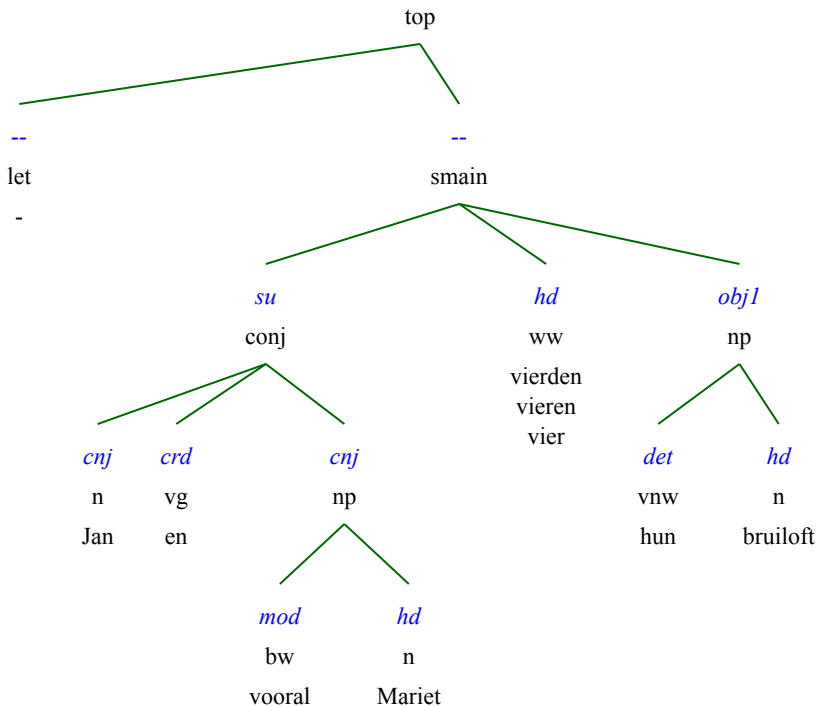 top
-- --
let smain
-
su hd obj1
conj ww np
vierden
vieren
vier
cnj crd cnj det hd
n vg np vnw n
Jan en hun bruiloft
mod hd
bw n
vooral Mariet